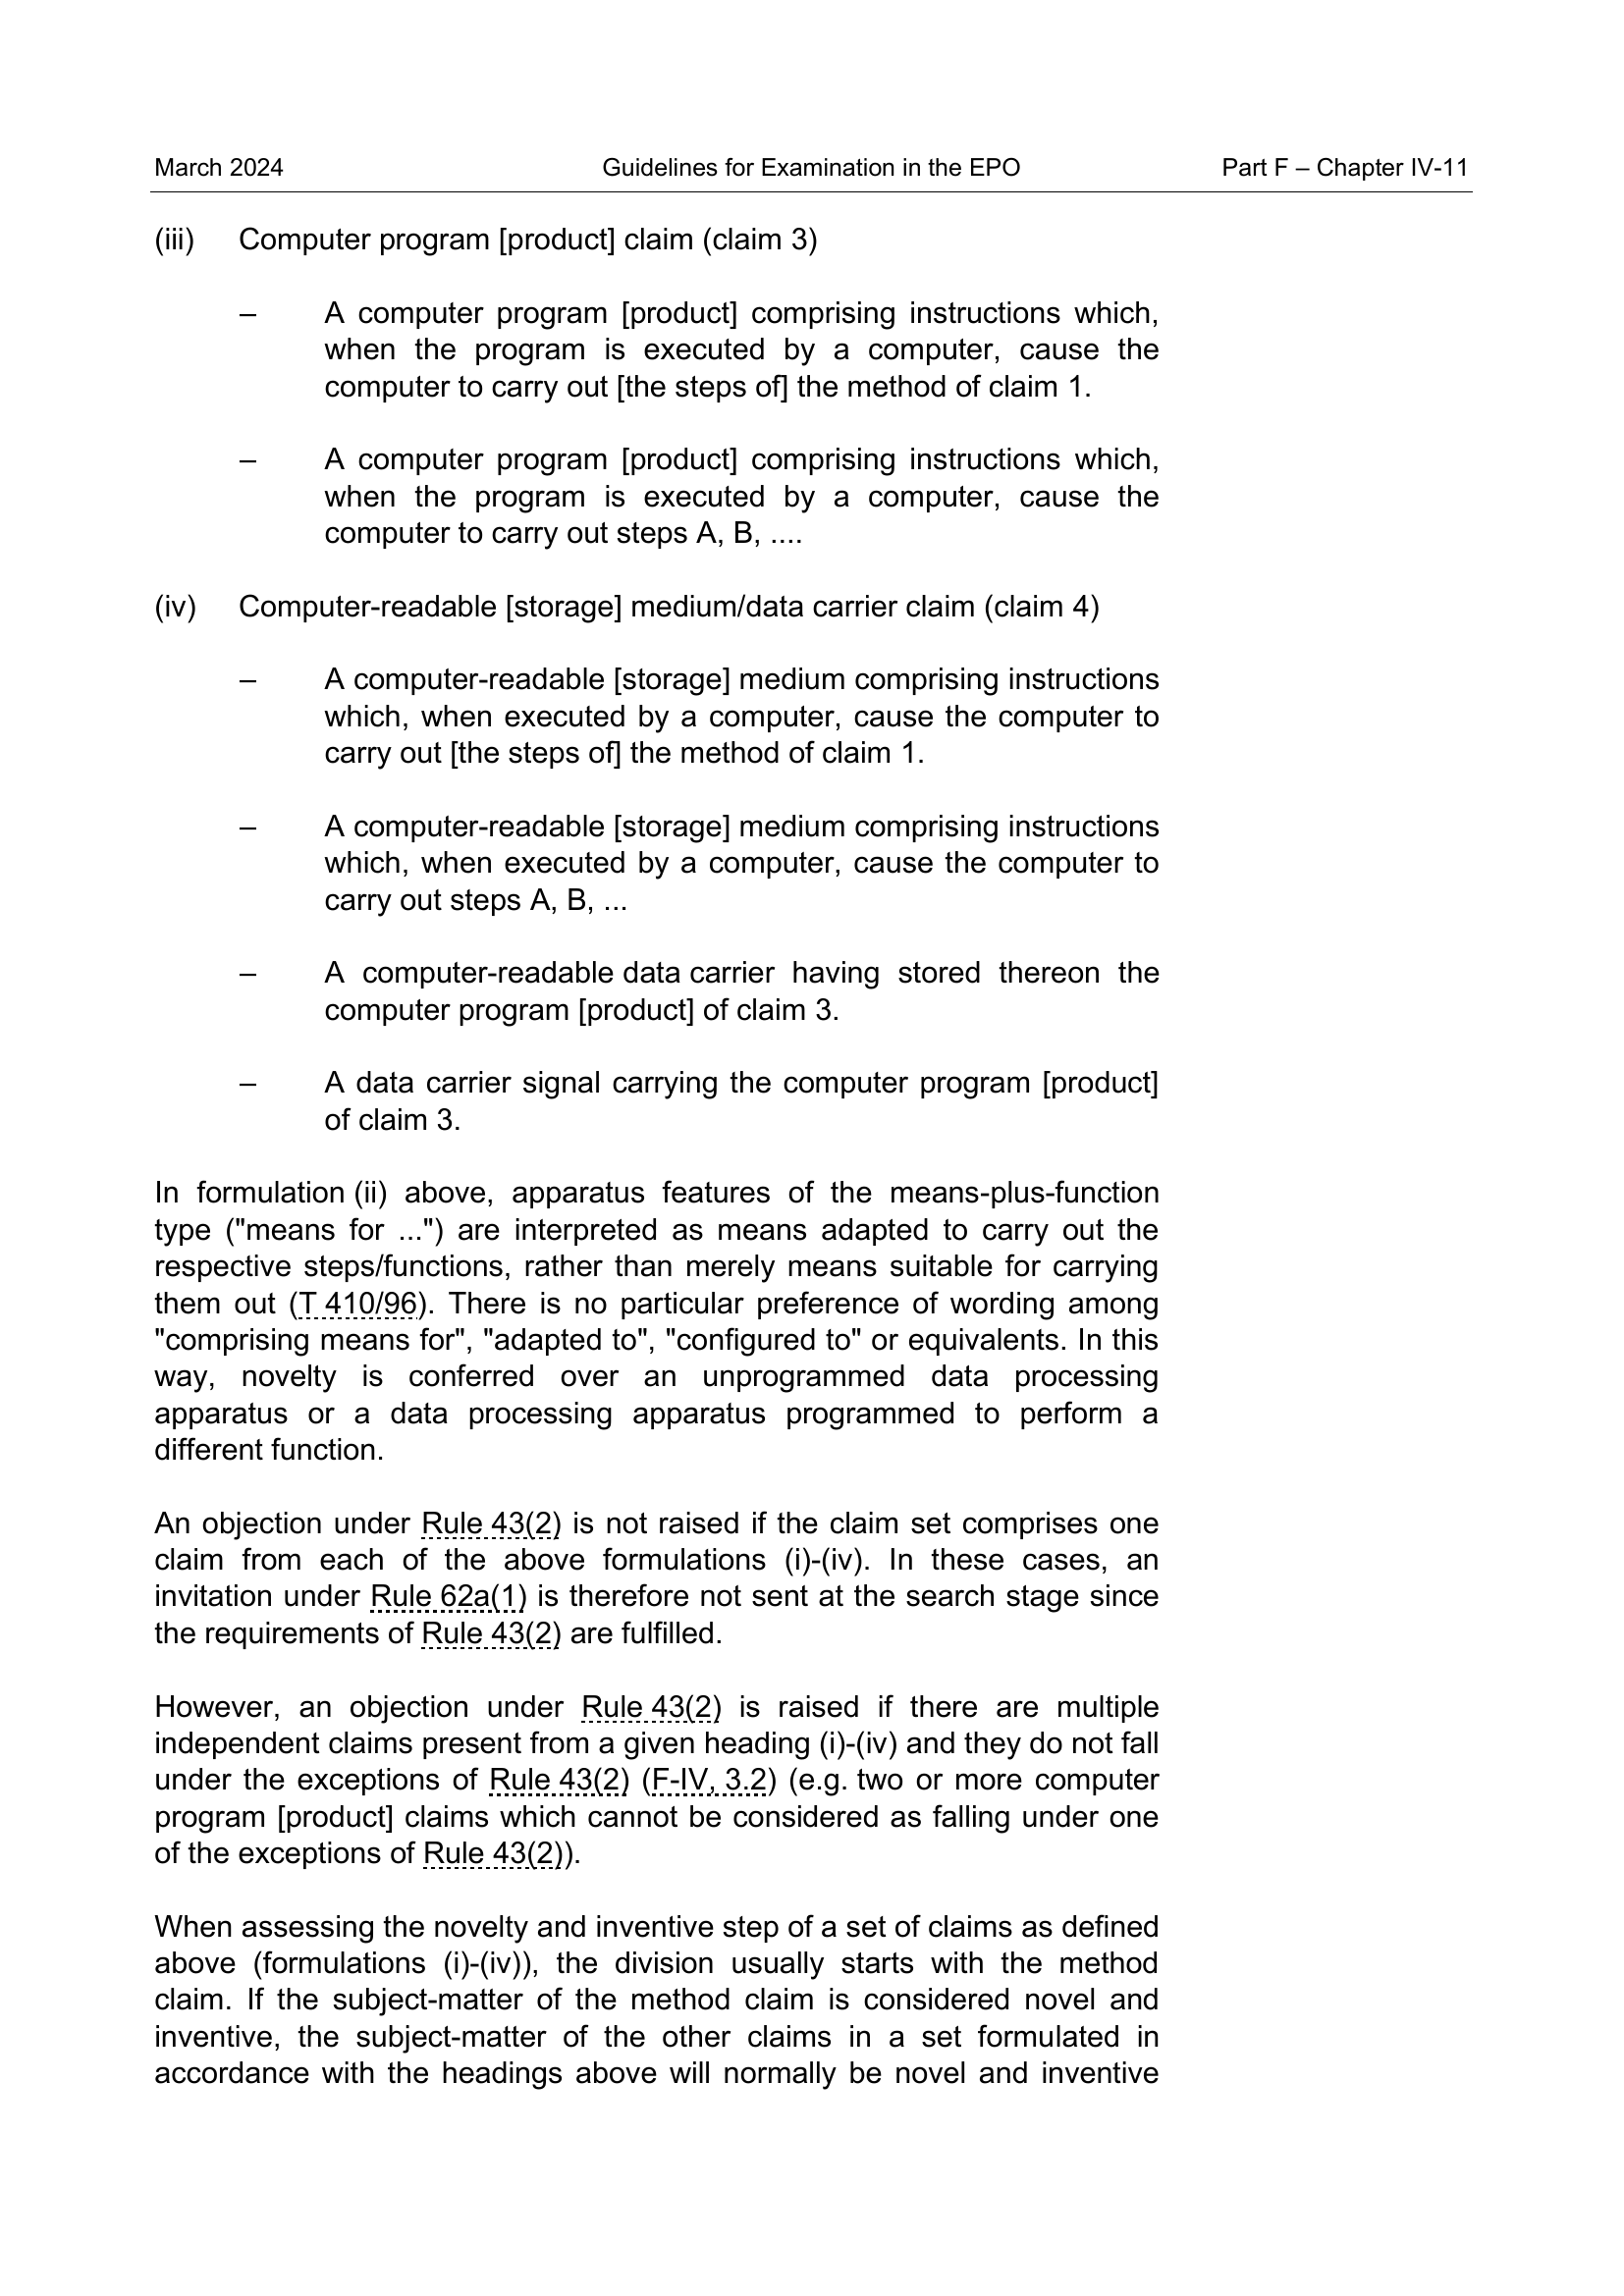 March 2024 Guidelines for Examination in the EPO Part F – Chapter IV-11
(iii) Computer program [product] claim (claim 3)
– A computer program [product] comprising instructions which,
when the program is executed by a computer, cause the
computer to carry out [the steps of] the method of claim 1.
– A computer program [product] comprising instructions which,
when the program is executed by a computer, cause the
computer to carry out steps A, B, ....
(iv) Computer-readable [storage] medium/data carrier claim (claim 4)
– A computer-readable [storage] medium comprising instructions
which, when executed by a computer, cause the computer to
carry out [the steps of] the method of claim 1.
– A computer-readable [storage] medium comprising instructions
which, when executed by a computer, cause the computer to
carry out steps A, B, ...
– A computer-readable data carrier having stored thereon the
computer program [product] of claim 3.
– A data carrier signal carrying the computer program [product]
of claim 3.
In formulation (ii) above, apparatus features of the means-plus-function
type ("means for ...") are interpreted as means adapted to carry out the
respective steps/functions, rather than merely means suitable for carrying
them out (T 410/96). There is no particular preference of wording among
"comprising means for", "adapted to", "configured to" or equivalents. In this
way, novelty is conferred over an unprogrammed data processing
apparatus or a data processing apparatus programmed to perform a
different function.
An objection under Rule 43(2) is not raised if the claim set comprises one
claim from each of the above formulations (i)-(iv). In these cases, an
invitation under Rule 62a(1) is therefore not sent at the search stage since
the requirements of Rule 43(2) are fulfilled.
However, an objection under Rule 43(2) is raised if there are multiple
independent claims present from a given heading (i)-(iv) and they do not fall
under the exceptions of Rule 43(2) (F-IV, 3.2) (e.g. two or more computer
program [product] claims which cannot be considered as falling under one
of the exceptions of Rule 43(2)).
When assessing the novelty and inventive step of a set of claims as defined
above (formulations (i)-(iv)), the division usually starts with the method
claim. If the subject-matter of the method claim is considered novel and
inventive, the subject-matter of the other claims in a set formulated in
accordance with the headings above will normally be novel and inventive